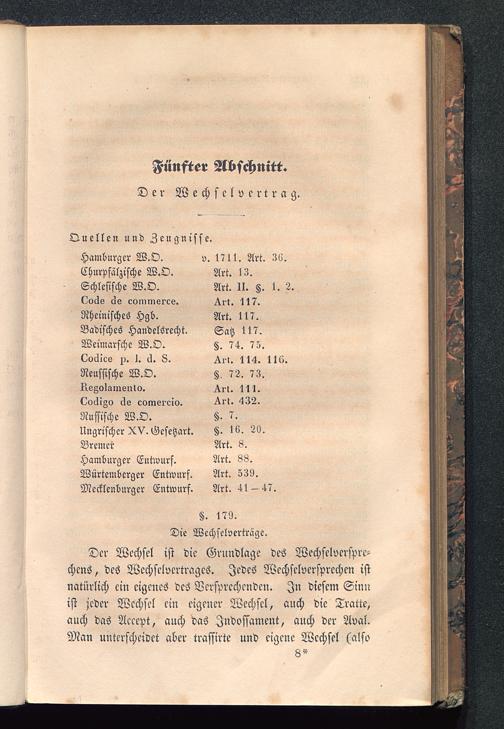 Fünfter Abschnitt.
Der Wechselvertrag.
Quellen und Zeugnisse.
Hamburger W.O. v. 1711. Art. 36.
Churpfälzische W.O. Art. 13.
Schlesische W.O. Art. II. §. 1. 2.
Code de commerce. Art. 117.
Rheinisches Hgb. Art. 117.
Badisches Handelsrecht. Satz 117.
Weimarsche W.O. §. 74. 75.
Codice p. l. d. S. Art. 114. 116.
Reussische W.O. §. 72. 73.
Regolamento. Art. 111.
Codigo de comercio. Art. 432.
Russische W.O. §. 7.
Ungrischer XV. Gesetzart. §. 16. 20.
Bremer Art. 8.
Hamburger Entwurf. Art. 88.
Würtemberger Entwurf. Art. 539.
Mecklenburger Entwurf. Art. 41–47.
§. 179.
Die Wechselverträge.
Der Wechsel ist die Grundlage des Wechselverspre-
chens, des Wechselvertrages. Jedes Wechselversprechen ist
natürlich ein eigenes des Versprechenden. In diesem Sinn
ist jeder Wechsel ein eigener Wechsel, auch die Tratte,
auch das Accept, auch das Indossament, auch der Aval.
Man unterscheidet aber trassirte und eigene Wechsel (also
8*